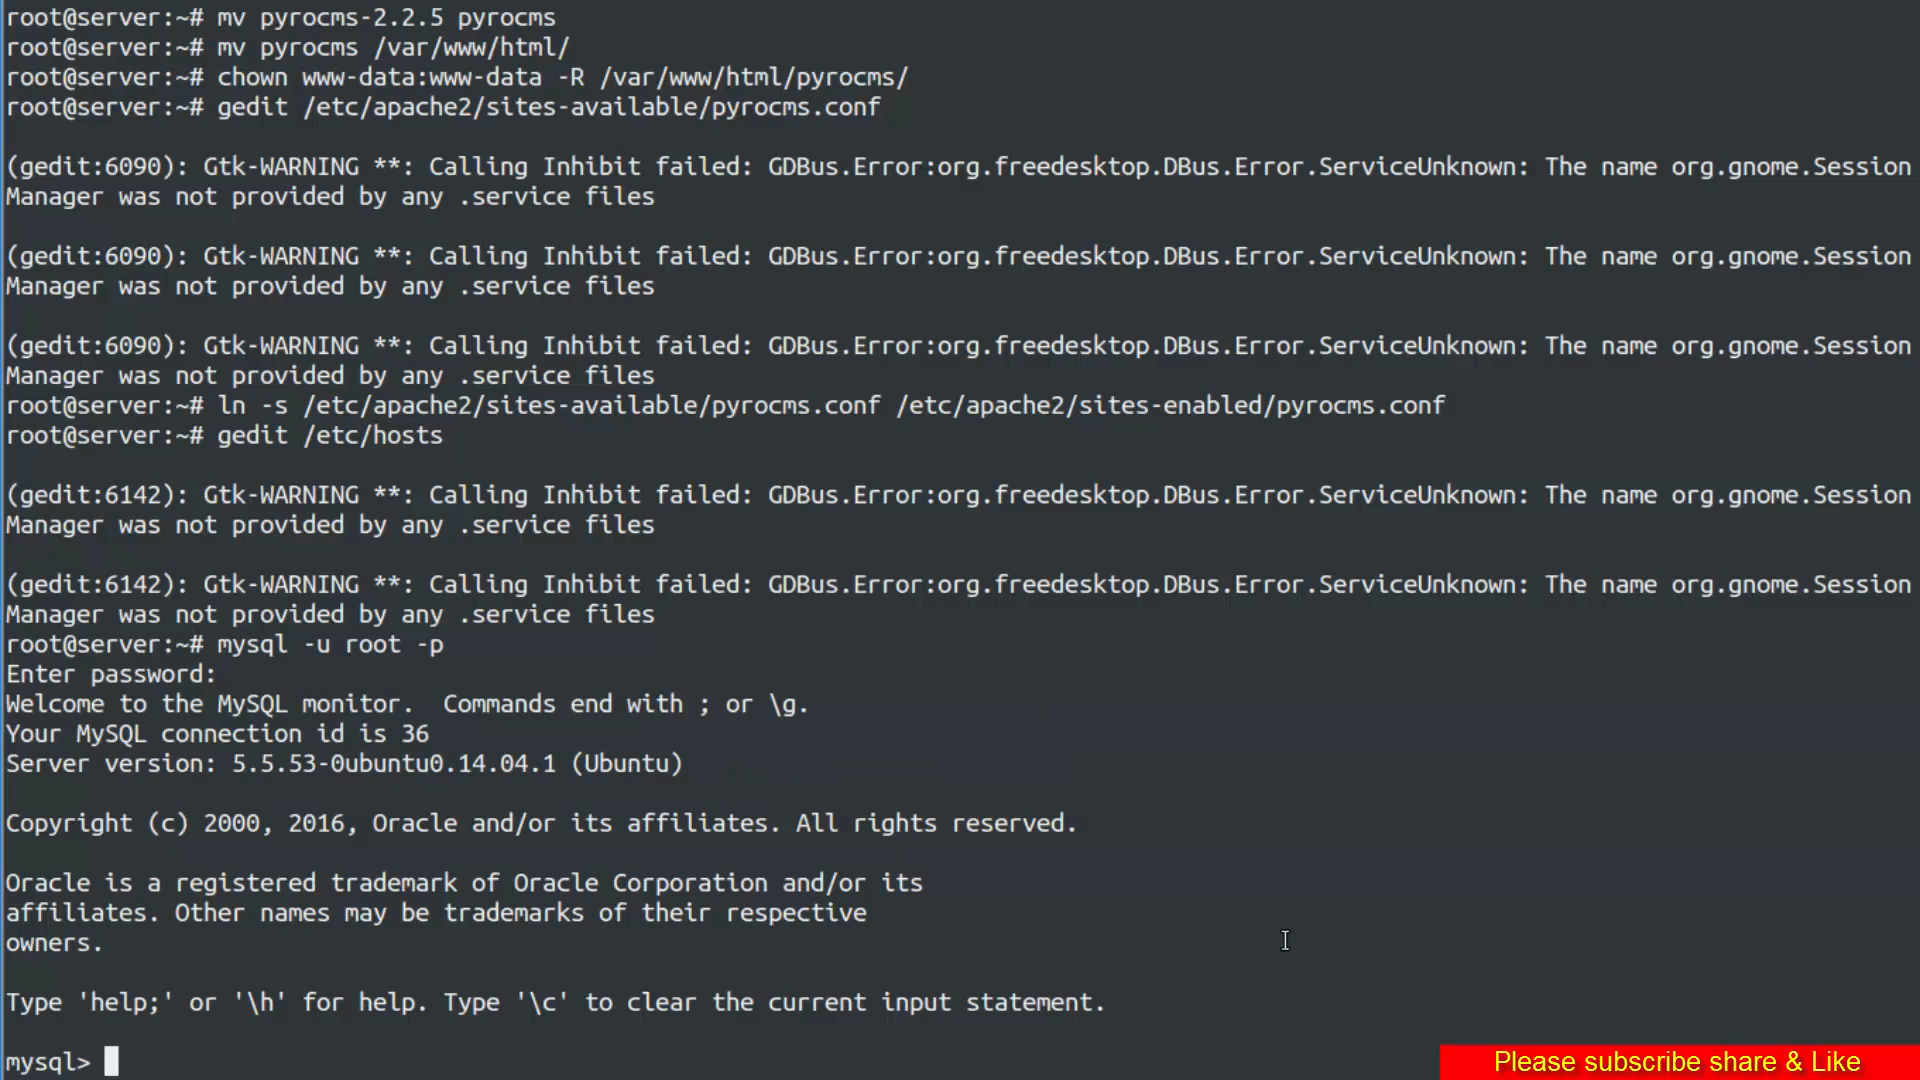 root@server:~# mv pyrocms-2.2.5 pyrocms
root@server:~# mv pyrocms /var/www/html/
root@server:~# chown www-data:www-data -R /var/www/html/pyrocms/
root@server:~# gedit /etc/apache2/sites-available/pyrocms.conf
(gedit:6090): Gtk-WARNING **: Calling Inhibit failed: GDBus.Error:org.freedesktop.DBus.Error.ServiceUnknown: The name org.gnome.Session
Manager was not provided by any .service files
(gedit:6090): Gtk-WARNING **: Calling Inhibit failed: GDBus.Error:org.freedesktop.DBus.Error.ServiceUnknown: The name org.gnome.Session
Manager was not provided by any .service files
(gedit:6090): Gtk-WARNING **: Calling Inhibit failed: GDBus.Error:org.freedesktop.DBus.Error.ServiceUnknown: The name org.gnome.Session
Manager was not provided by any .service files
root@server:~# ln -s /etc/apache2/sites-available/pyrocms.conf /etc/apache2/sites-enabled/pyrocms.conf
root@server:~# gedit /etc/hosts
(gedit:6142): Gtk-WARNING **: Calling Inhibit failed: GDBus.Error:org.freedesktop.DBus.Error.ServiceUnknown: The name org.gnome.Session
Manager was not provided by any .service files
(gedit:6142): Gtk-WARNING **: Calling Inhibit failed: GDBus.Error:org.freedesktop.DBus.Error.ServiceUnknown: The name org.gnome.Session
Manager was not provided by any .service files
root@server:~# mysql -u root -p
Enter password:
Welcome to the MySQL monitor.  Commands end with ; or \g.
Your MySQL connection id is 36
Server version: 5.5.53-0ubuntu0.14.04.1 (Ubuntu)
Copyright (c) 2000, 2016, Oracle and/or its affiliates. All rights reserved.
Oracle is a registered trademark of Oracle Corporation and/or its
affiliates. Other names may be trademarks of their respective
owners.
Type 'help;' or '\h' for help. Type '\c' to clear the current input statement.
mysql>
Please subscribe share & Like